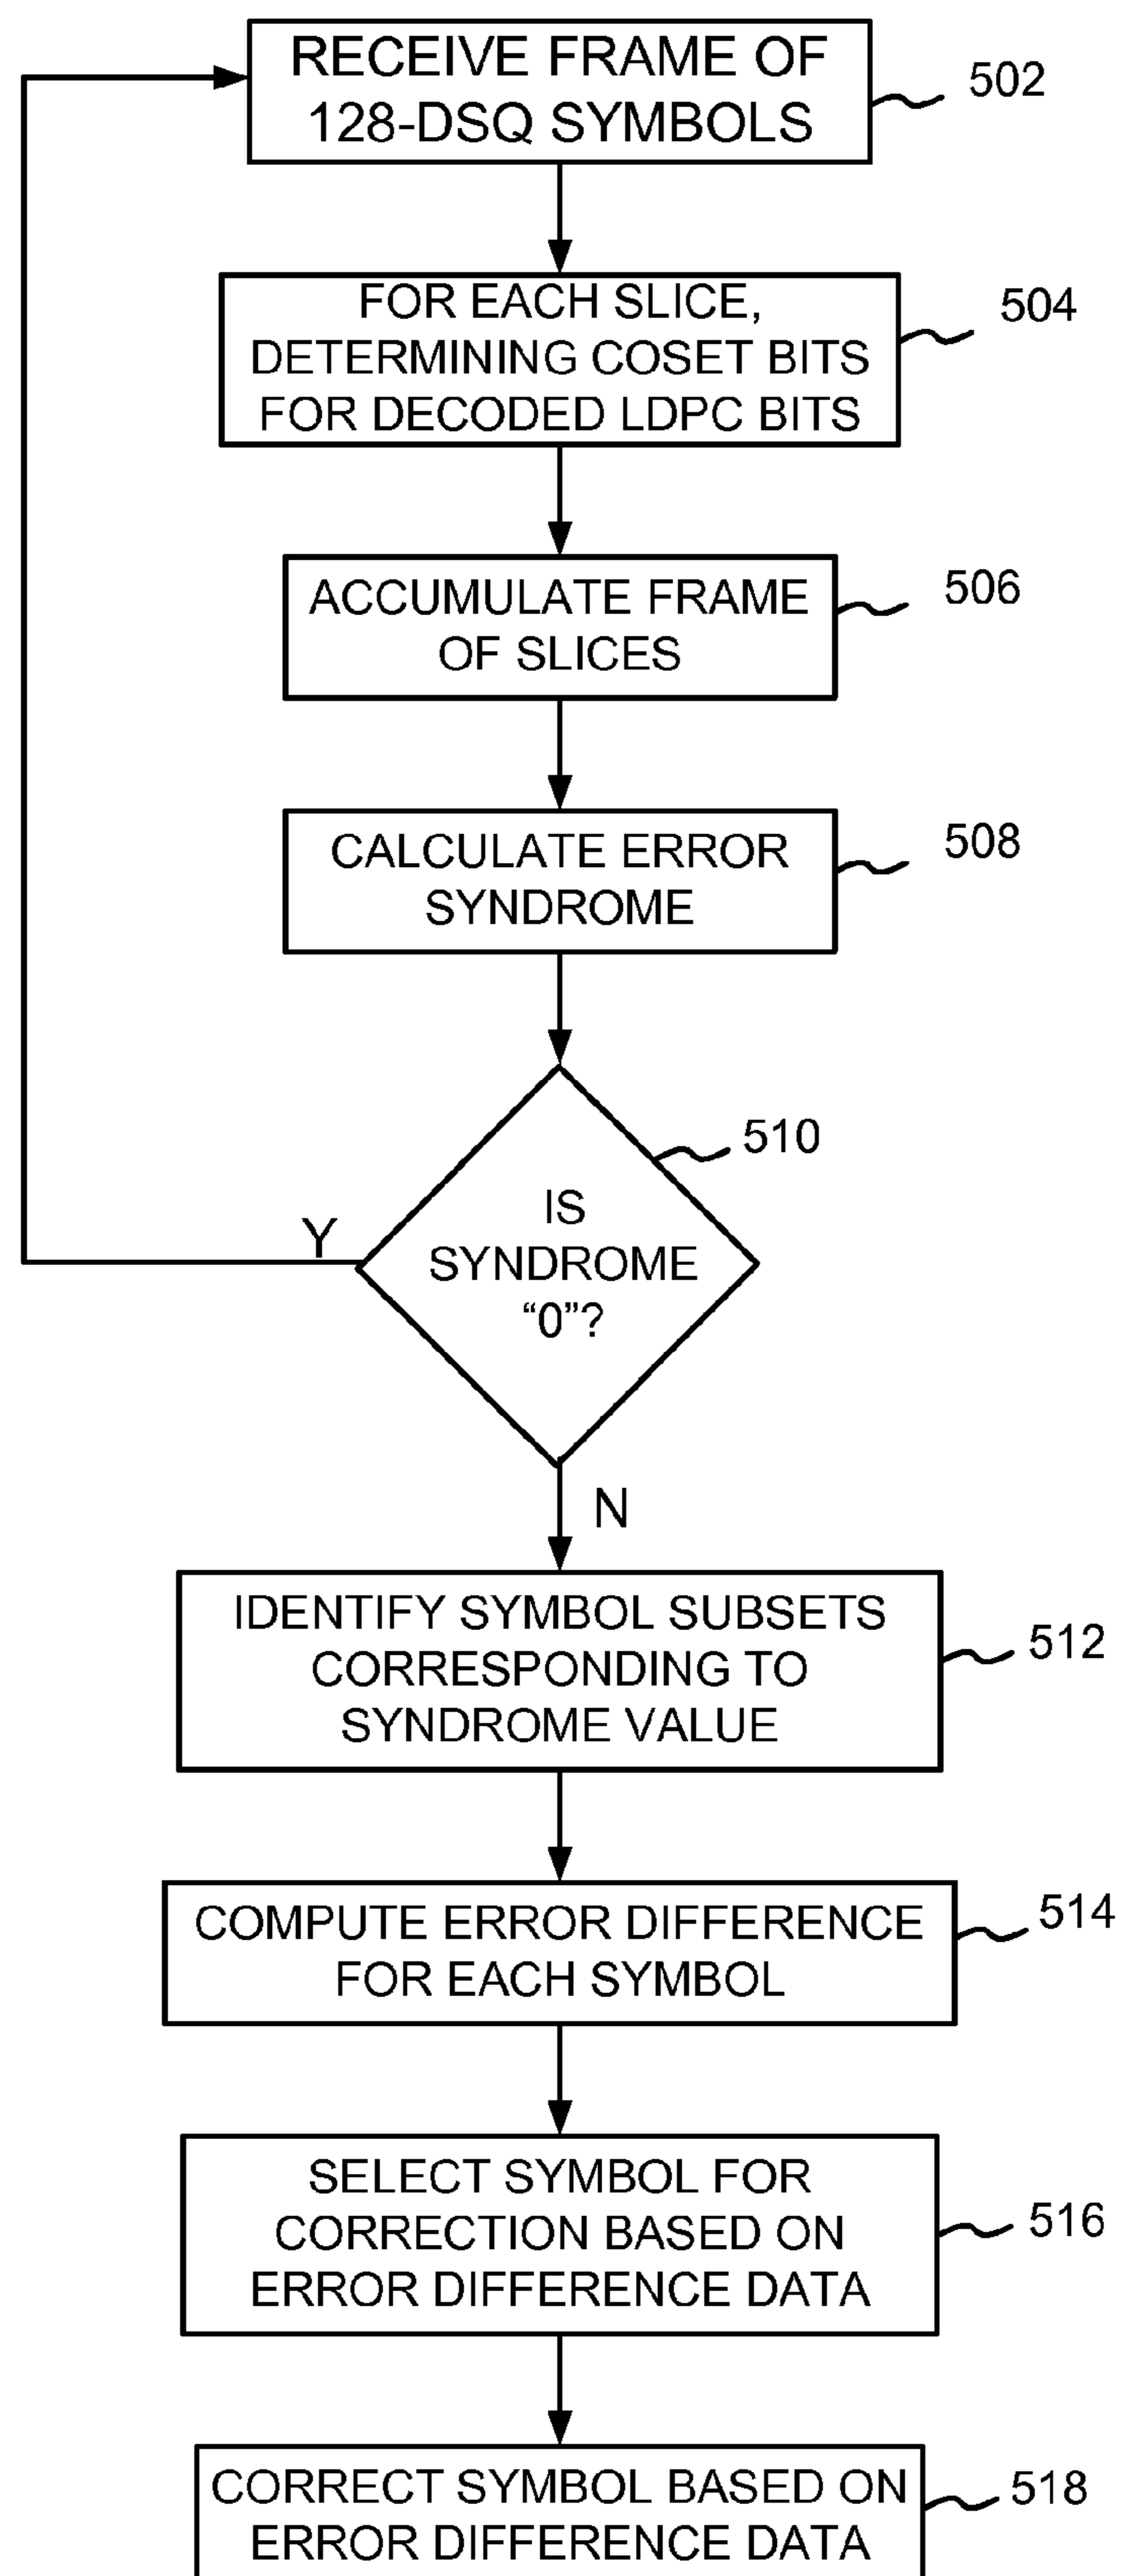 RECEIVE FRAME OF
128-DSQ SYMBOLS
502
FOR EACH SLICE,
DETERMINING COSET BITS
FOR DECODED LDPC BITS
504
ACCUMULATE FRAME
OF SLICES
506
CALCULATE ERROR
SYNDROME
508
510
IS
SYNDROME
“0”?
Y
N
IDENTIFY SYMBOL SUBSETS
CORRESPONDING TO
SYNDROME VALUE
512
COMPUTE ERROR DIFFERENCE
FOR EACH SYMBOL
514
SELECT SYMBOL FOR
CORRECTION BASED ON
ERROR DIFFERENCE DATA
516
CORRECT SYMBOL BASED ON
ERROR DIFFERENCE DATA
518